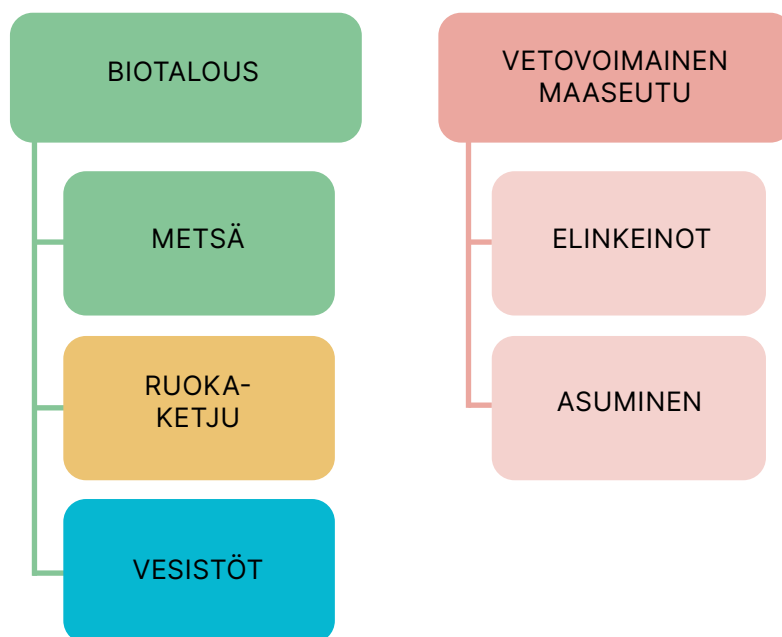 BIOTALOUS
METSÄ
RUOKA-
KETJU
VESISTÖT
VETOVOIMAINEN
MAASEUTU
ELINKEINOT
ASUMINEN